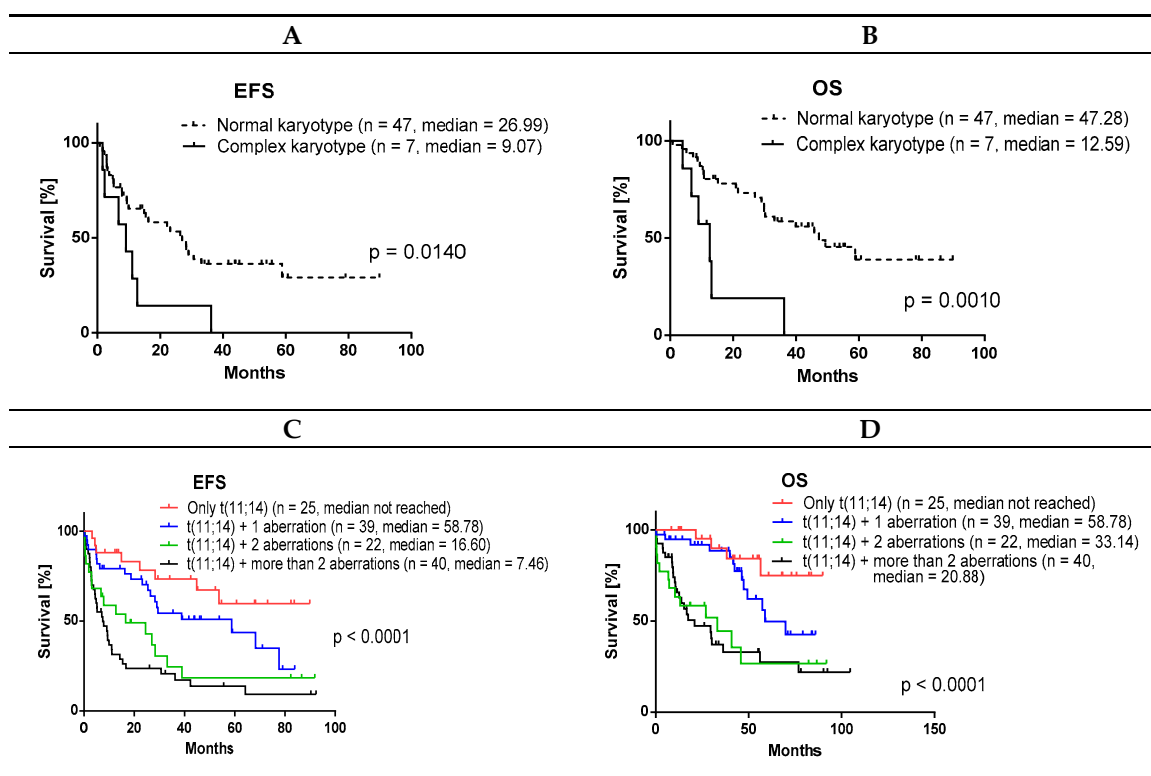 A
B
EFS
Normal karyotype (n = 47, median = 26.99)
Complex karyotype (n = 7, median = 9.07)
Survival [%]
100
50
0
p = 0.0140
0 20 40 60 80 100
Months
OS
Normal karyotype (n = 47, median = 47.28)
Complex karyotype (n = 7, median = 12.59)
Survival [%]
100
50
0
p = 0.0010
0 20 40 60 80 100
Months
C
D
EFS
Only t(11;14) (n = 25, median not reached)
t(11;14) + 1 aberration (n = 39, median = 58.78)
t(11;14) + 2 aberrations (n = 22, median = 16.60)
t(11;14) + more than 2 aberrations (n = 40, median = 7.46)
Survival [%]
100
50
0
p < 0.0001
0 20 40 60 80 100
Months
OS
Only t(11;14) (n = 25, median not reached)
t(11;14) + 1 aberration (n = 39, median = 58.78)
t(11;14) + 2 aberrations (n = 22, median = 33.14)
t(11;14) + more than 2 aberrations (n = 40,
median = 20.88)
Survival [%]
100
50
0
p < 0.0001
0 50 100 150
Months